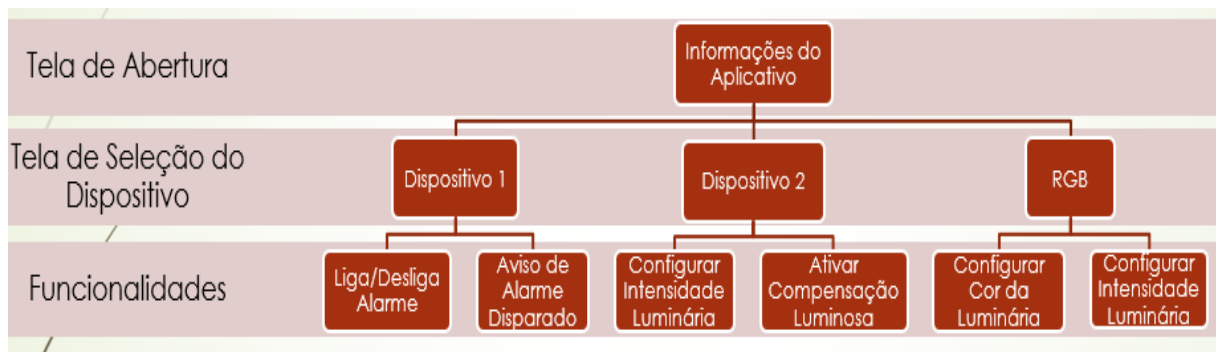 Tela de Abertura
Informações do
Aplicativo
Tela de Seleção do
Dispositivo
Dispositivo 1
Dispositivo 2
RGB
Funcionalidades
Liga/Desliga
Alarme
Aviso de
Alarme
Disparado
Configurar
Intensidade
Luminária
Ativar
Compensação
Luminosa
Configurar
Cor da
Luminária
Configurar
Intensidade
Luminária